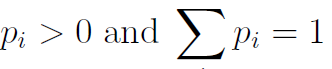 p_i > 0 and ∑ p_i = 1